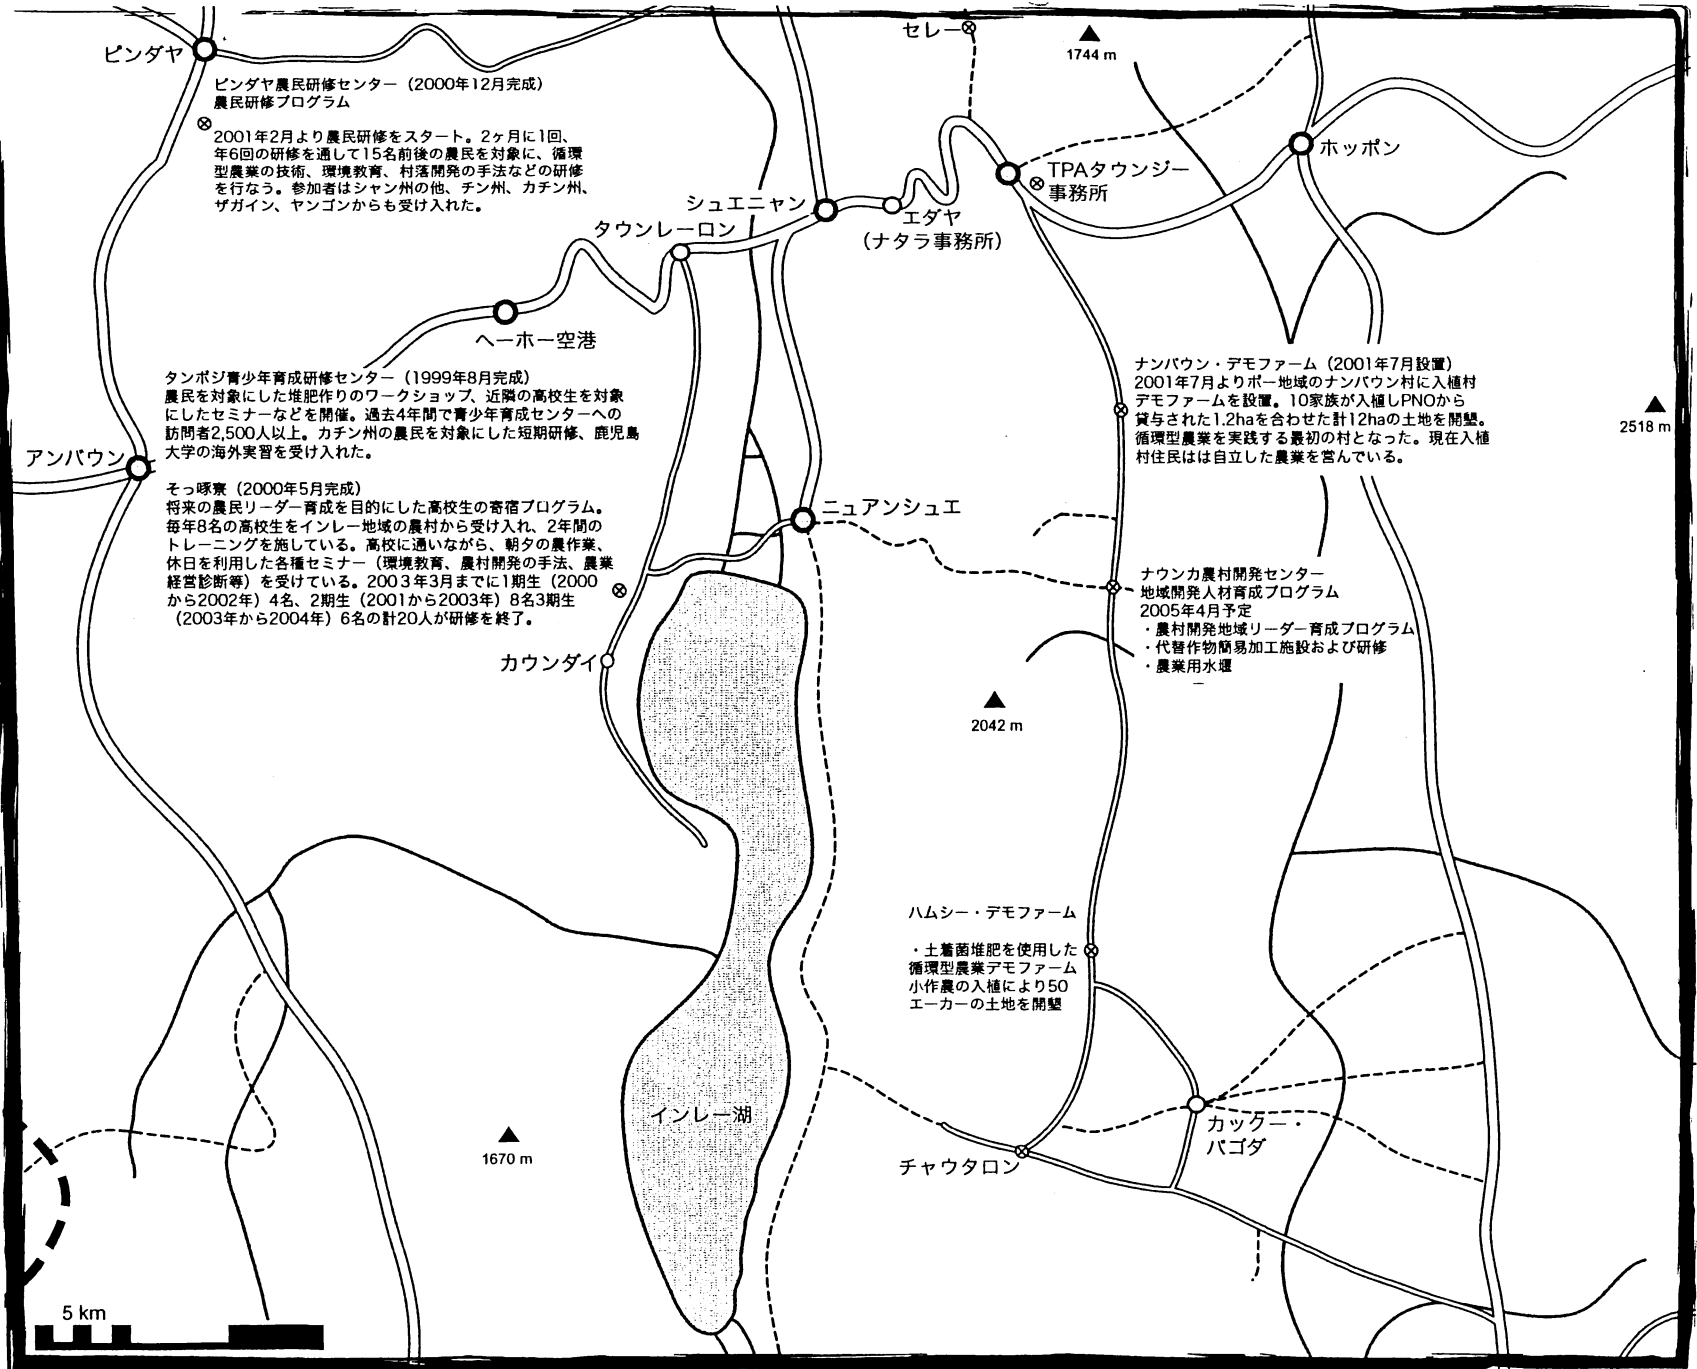 セレー
1744 m
ピンダヤ
ピンダヤ農民研修センター（2000年12月完成）
農民研修プログラム
2001年2月より農民研修をスタート。2ヶ月に1回、
年6回の研修を通して15名前後の農民を対象に、循環
型農業の技術、環境教育、村落開発の手法などの研修
を行なう。参加者はシャン州の他、チン州、カチン州、
ザガイン、ヤンゴンからも受け入れた。
ホッポン
TPAタウンジー
事務所
シュエニャン
エダヤ
（ナタラ事務所）
タウンレーロン
ヘーホー空港
タンボジ青少年育成研修センター（1999年8月完成）
農民を対象にした堆肥作りのワークショップ、近隣の高校生を対象
にしたセミナーなどを開催。過去4年間で青少年育成センターへの
訪問者2,500人以上。カチン州の農民を対象にした短期研修、鹿児島
大学の海外実習を受け入れた。
ナンバウン・デモファーム（2001年7月設置）
2001年7月よりポー地域のナンバウン村に入植村
デモファームを設置。10家族が入植しPNOから
貸与された1.2haを合わせた計12haの土地を開墾。
循環型農業を実践する最初の村となった。現在入植
村住民はは自立した農業を営んでいる。
2518 m
アンバウン
そっ啄寮（2000年5月完成）
将来の農民リーダー育成を目的にした高校生の寄宿プログラム。
毎年8名の高校生をインレー地域の農村から受け入れ、2年間の
トレーニングを施している。高校に通いながら、朝夕の農作業、
休日を利用した各種セミナー（環境教育、農村開発の手法、農業
経営診断等）を受けている。2003年3月までに1期生（2000
から2002年）4名、2期生（2001から2003年）8名3期生
（2003年から2004年）6名の計20人が研修を終了。
ニュアンシュエ
ナウンカ農村開発センター
地域開発人材育成プログラム
2005年4月予定
・農村開発地域リーダー育成プログラム
・代替作物簡易加工施設および研修
・農業用水堰
カウンダイ
2042 m
ハムシー・デモファーム
・土着菌堆肥を使用した
循環型農業デモファーム
小作農の入植により50
エーカーの土地を開墾
インレー湖
1670 m
カックー・
パゴダ
チャウタロン
5 km